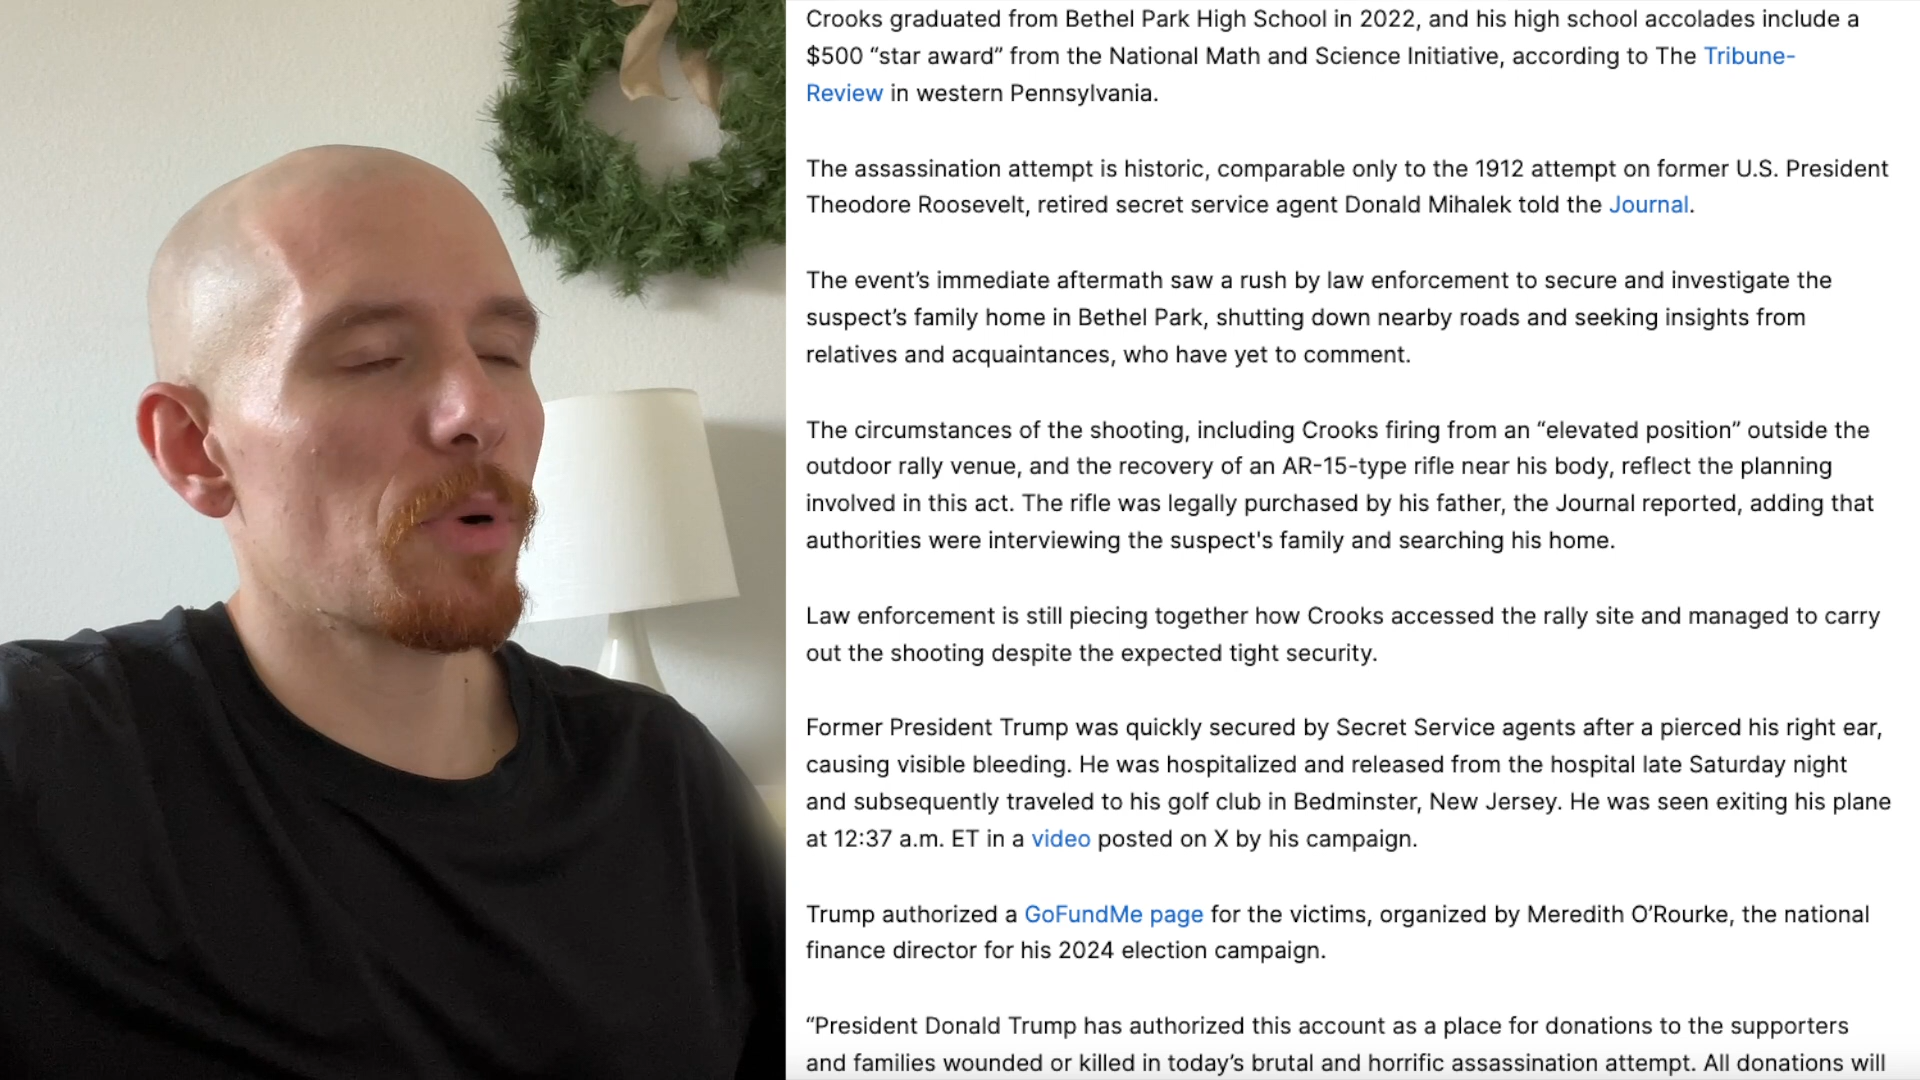 Crooks graduated from Bethel Park High School in 2022, and his high school accolades include a
$500 “star award” from the National Math and Science Initiative, according to The Tribune-
Review in western Pennsylvania.
The assassination attempt is historic, comparable only to the 1912 attempt on former U.S. President
Theodore Roosevelt, retired secret service agent Donald Mihalek told the Journal.
The event’s immediate aftermath saw a rush by law enforcement to secure and investigate the
suspect’s family home in Bethel Park, shutting down nearby roads and seeking insights from
relatives and acquaintances, who have yet to comment.
The circumstances of the shooting, including Crooks firing from an “elevated position” outside the
outdoor rally venue, and the recovery of an AR-15-type rifle near his body, reflect the planning
involved in this act. The rifle was legally purchased by his father, the Journal reported, adding that
authorities were interviewing the suspect's family and searching his home.
Law enforcement is still piecing together how Crooks accessed the rally site and managed to carry
out the shooting despite the expected tight security.
Former President Trump was quickly secured by Secret Service agents after a pierced his right ear,
causing visible bleeding. He was hospitalized and released from the hospital late Saturday night
and subsequently traveled to his golf club in Bedminster, New Jersey. He was seen exiting his plane
at 12:37 a.m. ET in a video posted on X by his campaign.
Trump authorized a GoFundMe page for the victims, organized by Meredith O’Rourke, the national
finance director for his 2024 election campaign.
“President Donald Trump has authorized this account as a place for donations to the supporters
and families wounded or killed in today’s brutal and horrific assassination attempt. All donations will